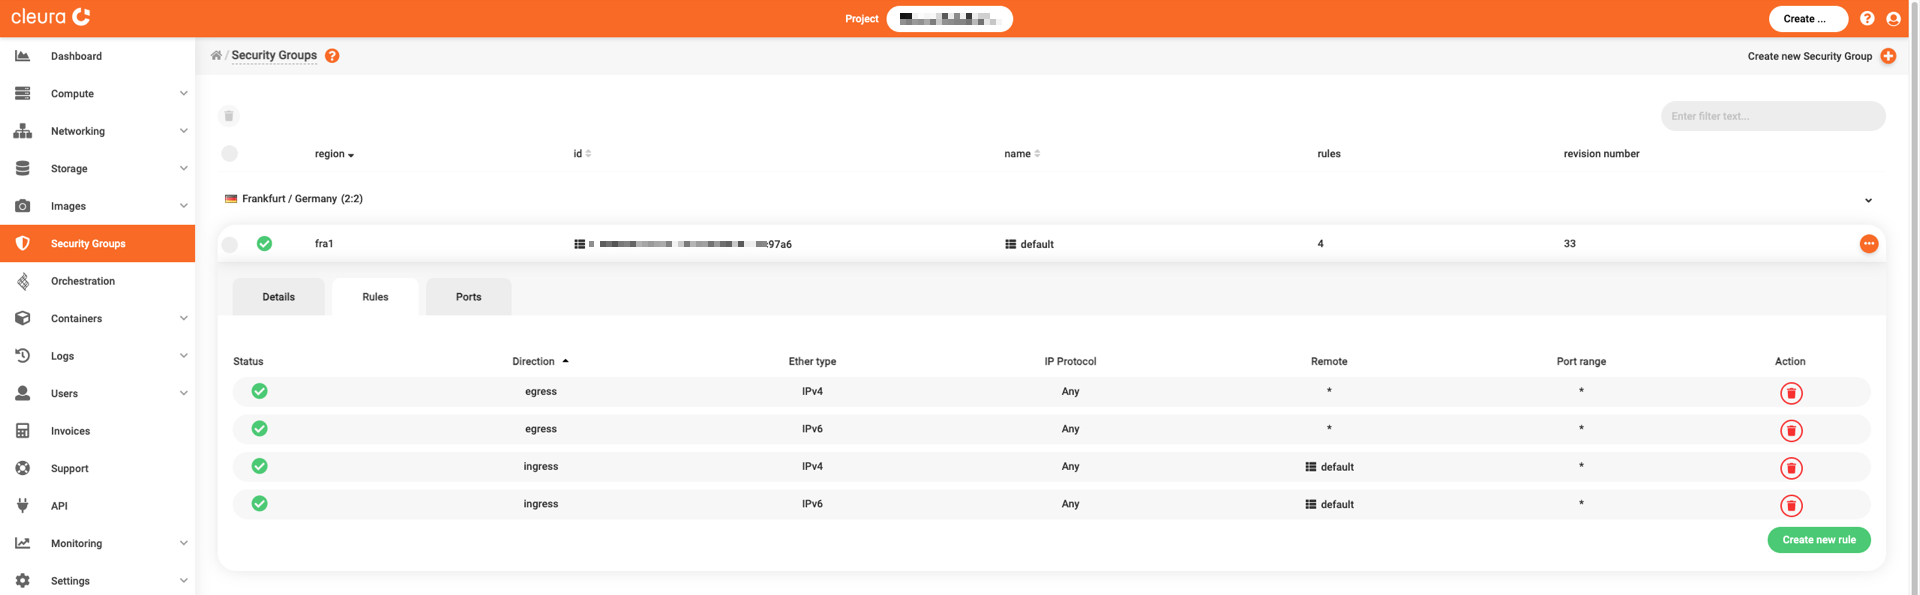 cleura
Project
Create ...
Dashboard
Compute
Networking
Storage
Images
Security Groups
Orchestration
Containers
Logs
Users
Invoices
Support
API
Monitoring
Settings
/ Security Groups ?
Create new Security Group
Enter filter text...
region id name rules revision number
Frankfurt / Germany (2:2)
fra1 :97a6 default 4 33
Details Rules Ports
Status Direction Ether type IP Protocol Remote Port range Action
egress IPv4 Any * *
egress IPv6 Any * *
ingress IPv4 Any default *
ingress IPv6 Any default *
Create new rule